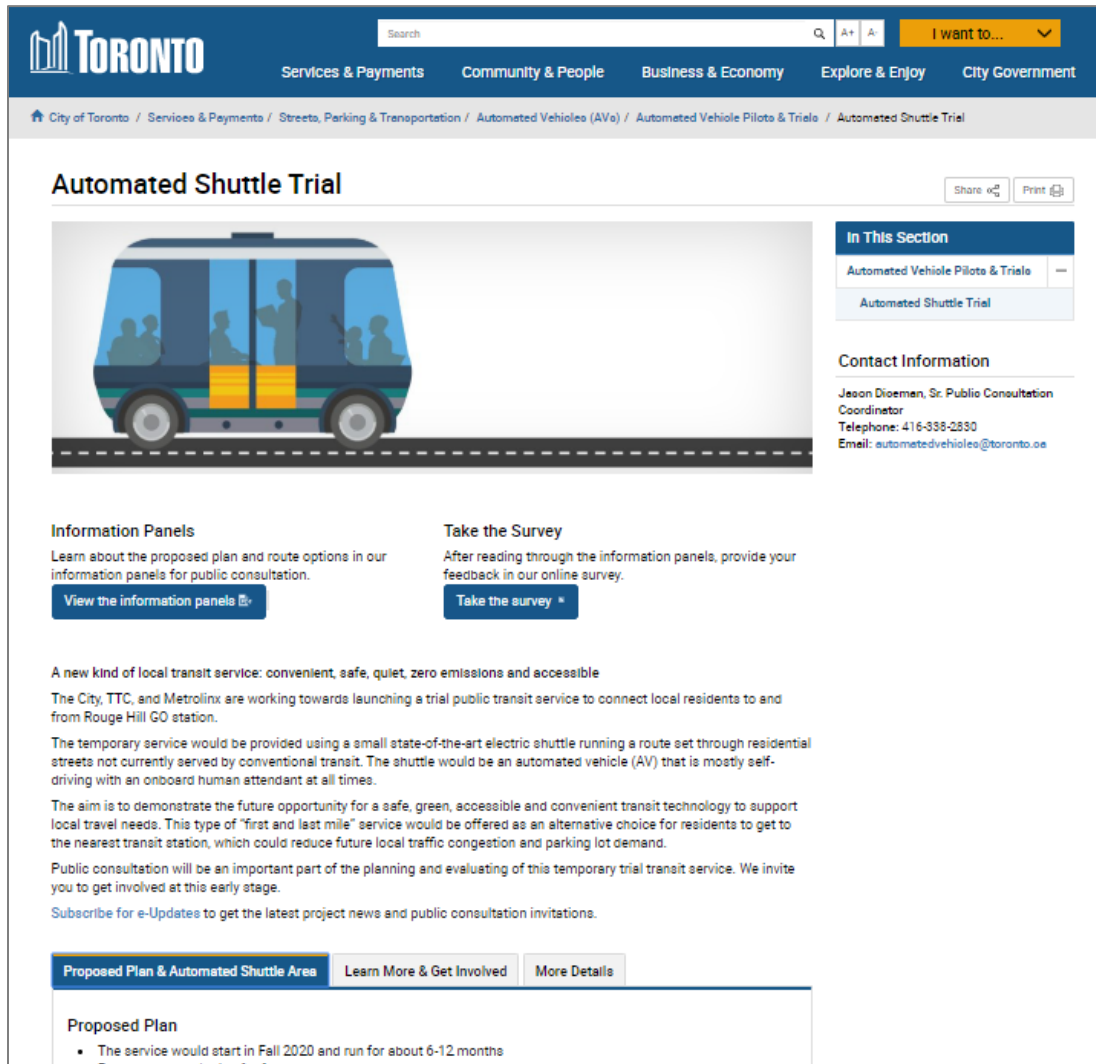 TORONTO
Search
A+ A-
I want to...
Services & Payments Community & People Business & Economy Explore & Enjoy City Government
City of Toronto / Services & Payments / Streets, Parking & Transportation / Automated Vehicles (AVs) / Automated Vehicle Pilots & Trials / Automated Shuttle Trial
Automated Shuttle Trial
Share Print
In This Section
Automated Vehicle Pilots & Trials
Automated Shuttle Trial
Contact Information
Jason Diceman, Sr. Public Consultation
Coordinator
Telephone: 416-338-2830
Email: automatedvehicles@toronto.ca
Information Panels
Learn about the proposed plan and route options in our
information panels for public consultation.
View the information panels
Take the Survey
After reading through the information panels, provide your
feedback in our online survey.
Take the survey
A new kind of local transit service: convenient, safe, quiet, zero emissions and accessible
The City, TTC, and Metrolinx are working towards launching a trial public transit service to connect local residents to and
from Rouge Hill GO station.
The temporary service would be provided using a small state-of-the-art electric shuttle running a route set through residential
streets not currently served by conventional transit. The shuttle would be an automated vehicle (AV) that is mostly self-
driving with an onboard human attendant at all times.
The aim is to demonstrate the future opportunity for a safe, green, accessible and convenient transit technology to support
local travel needs. This type of "first and last mile" service would be offered as an alternative choice for residents to get to
the nearest transit station, which could reduce future local traffic congestion and parking lot demand.
Public consultation will be an important part of the planning and evaluating of this temporary trial transit service. We invite
you to get involved at this early stage.
Subscribe for e-Updates to get the latest project news and public consultation invitations.
Proposed Plan & Automated Shuttle Area Learn More & Get Involved More Details
Proposed Plan
• The service would start in Fall 2020 and run for about 6-12 months